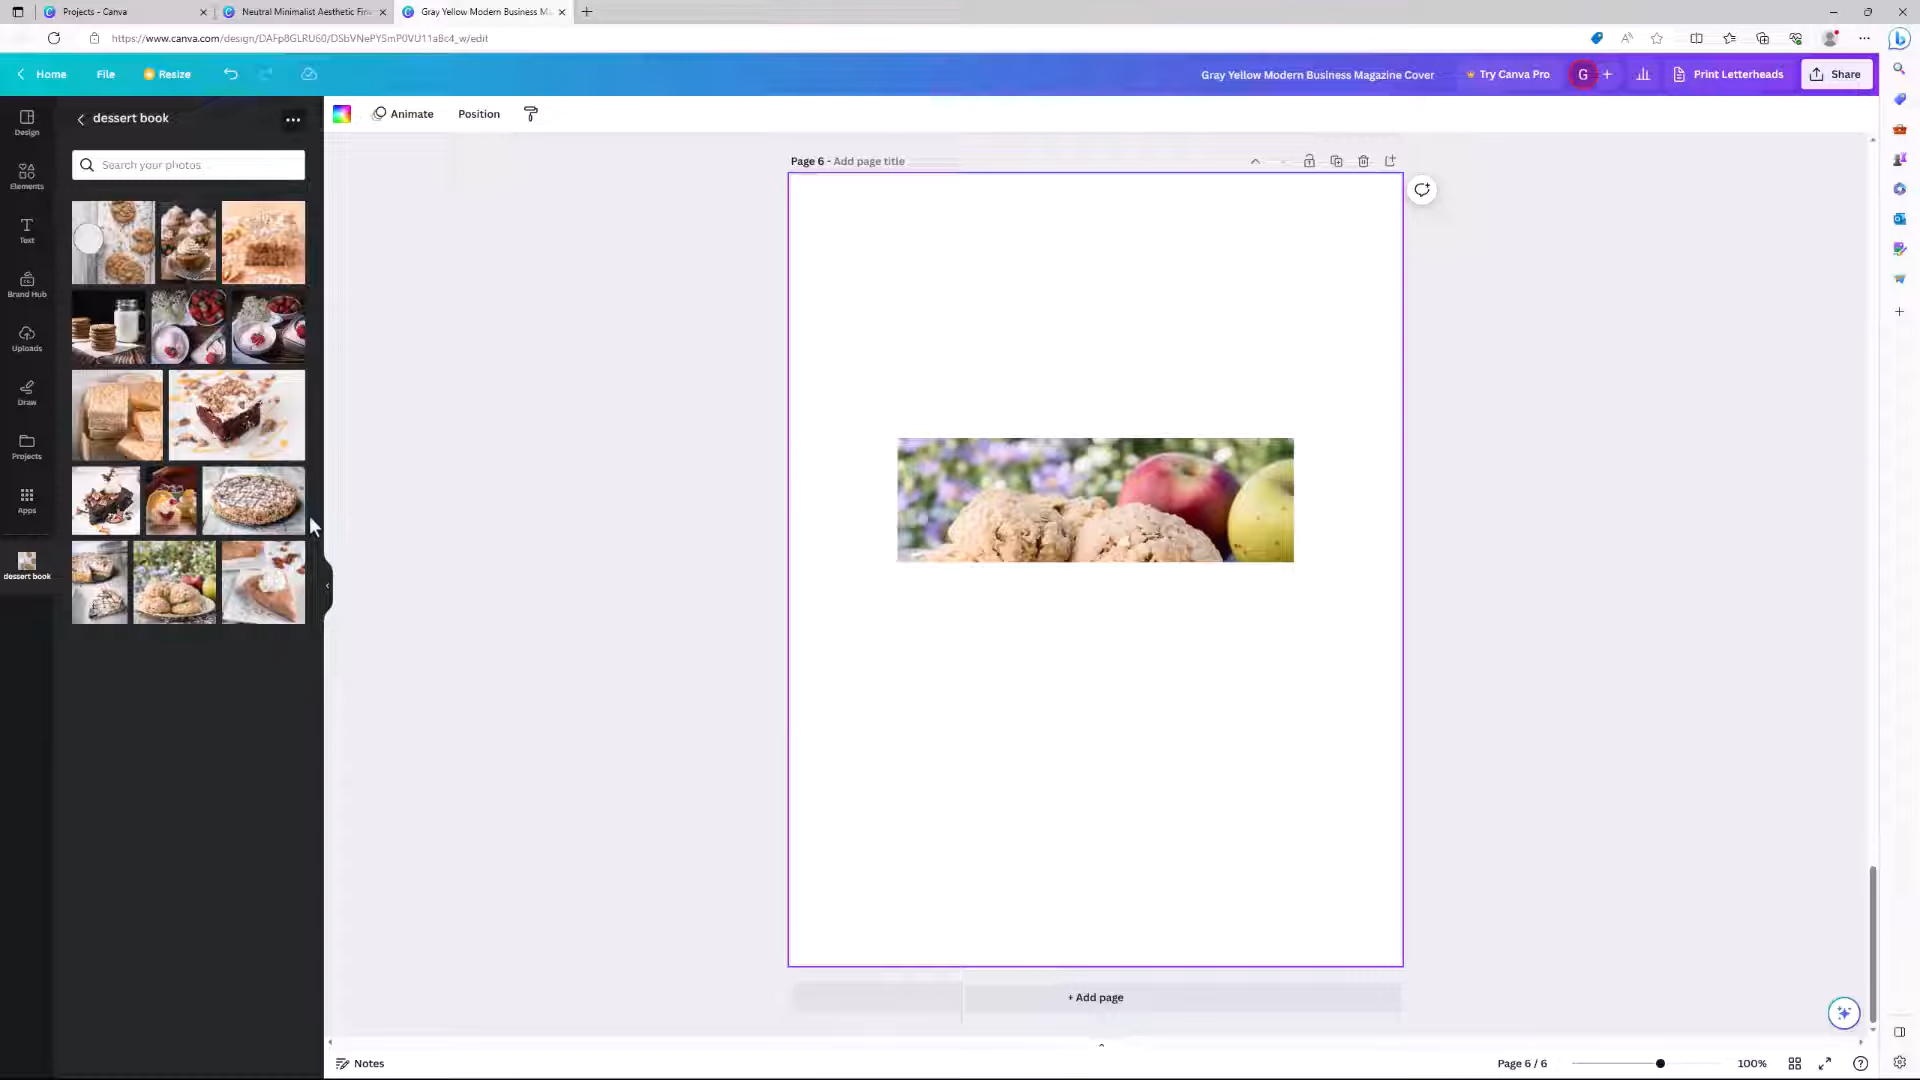 Projects - Canva
Neutral Minimalist Aesthetic Fin
Gray Yellow Modern Business M
https://www.canva.com/design/DAFp8GLRU60/DSbVNePYSmP0VU11a8c4_w/edit
Home
File
Resize
Gray Yellow Modern Business Magazine Cover
Try Canva Pro
G
Print Letterheads
Share
Design
Elements
Text
Brand Hub
Uploads
Draw
Projects
Apps
dessert book
dessert book
Search your photos
Animate
Position
Page 6 - Add page title
+ Add page
Notes
Page 6 / 6
100%